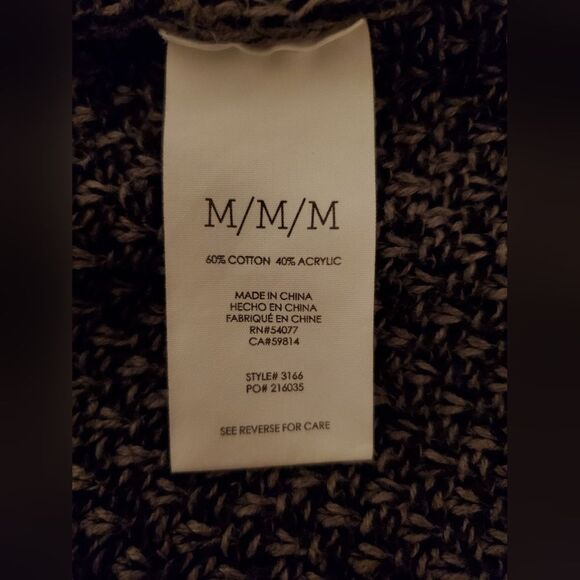 M/M/M
60% COTTON 40% ACRYLIC
MADE IN CHINA
HECHO EN CHINA
FABRIQUÉ EN CHINE
RN#54077
CA#59814
STYLE# 3166
PO# 216035
SEE REVERSE FOR CARE